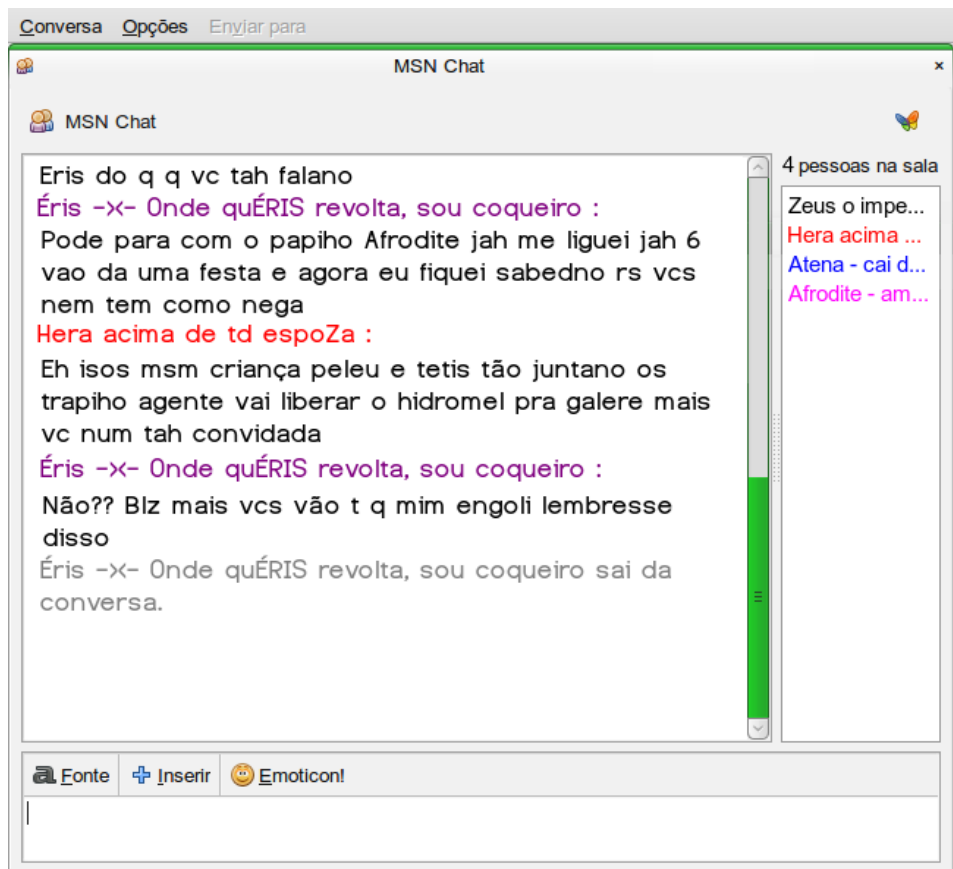 Conversa Opções Enviar para
MSN Chat
MSN Chat
4 pessoas na sala
Eris do q q vc tah falano
Éris -×- Onde quÉRIS revolta, sou coqueiro :
Pode para com o papiho Afrodite jah me liguei jah 6
vao da uma festa e agora eu fiquei sabedno rs vcs
nem tem como nega
Hera acima de td espoZa :
Eh isos msm criança peleu e tetis tão juntano os
trapiho agente vai liberar o hidromel pra galere mais
vc num tah convidada
Éris -×- Onde quÉRIS revolta, sou coqueiro :
Não?? Blz mais vcs vão t q mim engoli lembresse
disso
Éris -×- Onde quÉRIS revolta, sou coqueiro sai da
conversa.
Zeus o impe...
Hera acima ...
Atena - cai d...
Afrodite - am...
a Fonte Inserir Emoticon!